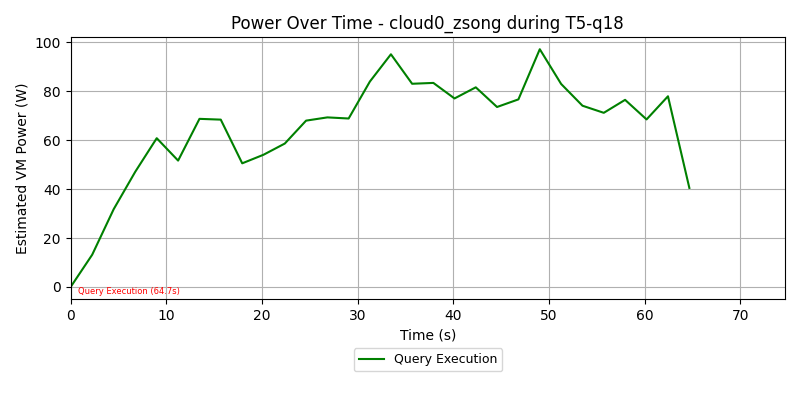 Power Over Time - cloud0_zsong during T5-q18
Estimated VM Power (W)
100
80
60
40
20
0
Query Execution (64.7s)
0 10 20 30 40 50 60 70
Time (s)
Query Execution